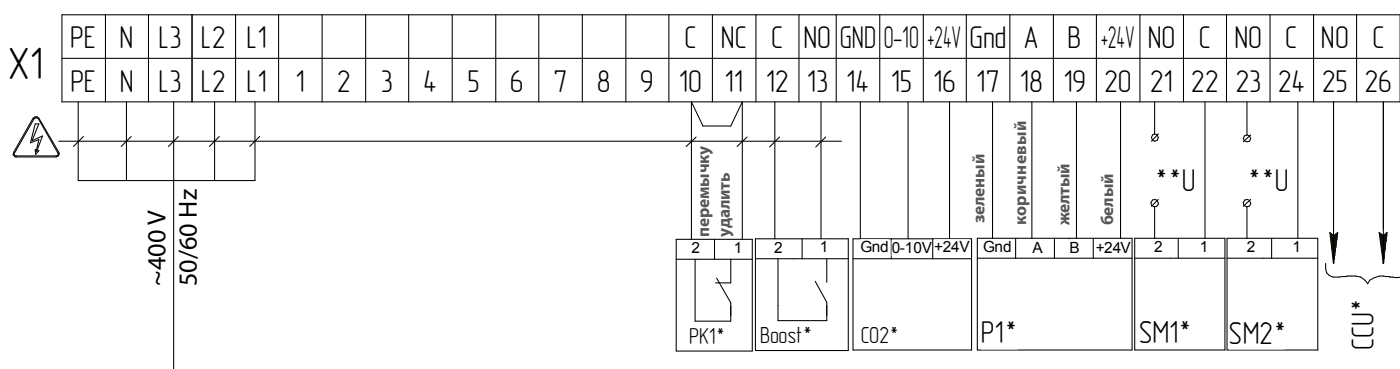 X1
PE N L3 L2 L1 C NC C NO GND 0-10 +24V Gnd A B +24V NO C NO C NO C
PE N L3 L2 L1 1 2 3 4 5 6 7 8 9 10 11 12 13 14 15 16 17 18 19 20 21 22 23 24 25 26
~400 V
50/60 Hz
перемычку
удалить
зеленый
коричневый
желтый
белый
**U
**U
2 1
2 1
Gnd 0-10V +24V
Gnd A B +24V
2 1
2 1
PK1*
Boost*
CO2*
P1*
SM1*
SM2*
CCU*